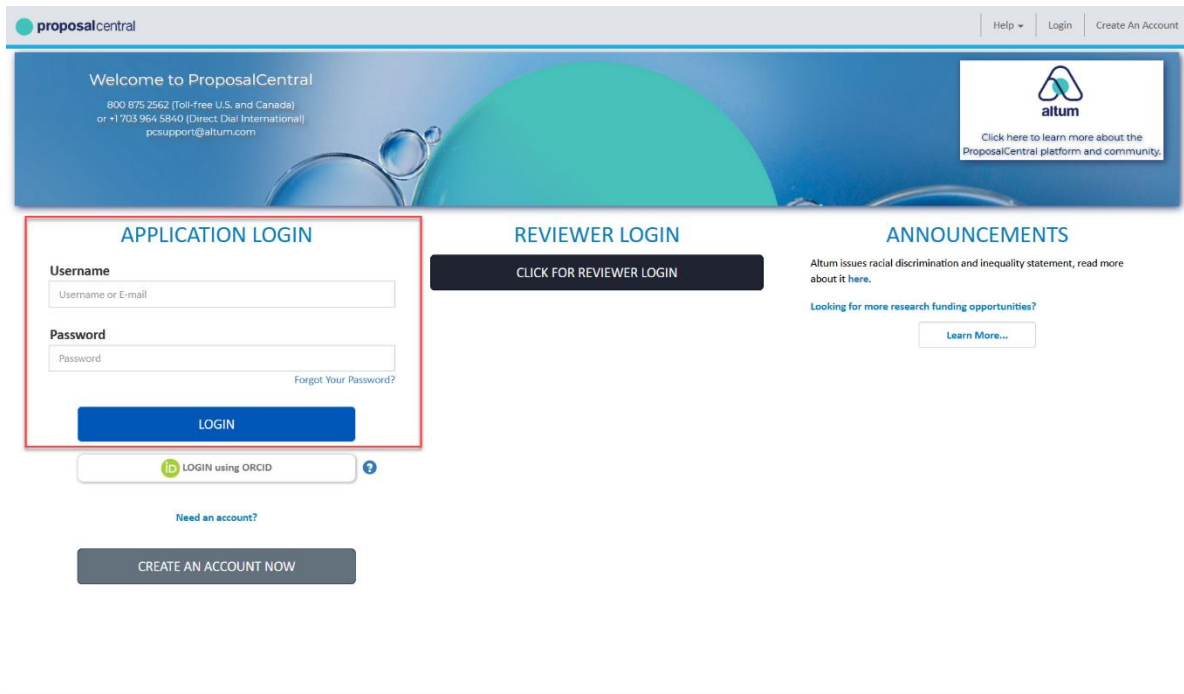 proposalcentral
Help
Login
Create An Account
Welcome to ProposalCentral
800 875 2562 (Toll-free U.S. and Canada)
or +1 703 964 5840 (Direct Dial International)
pcsupport@altum.com
altum
Click here to learn more about the
ProposalCentral platform and community.
APPLICATION LOGIN
Username
Username or E-mail
Password
Password
Forgot Your Password?
LOGIN
iD LOGIN using ORCID
?
Need an account?
CREATE AN ACCOUNT NOW
REVIEWER LOGIN
CLICK FOR REVIEWER LOGIN
ANNOUNCEMENTS
Altum issues racial discrimination and inequality statement, read more
about it here.
Looking for more research funding opportunities?
Learn More...